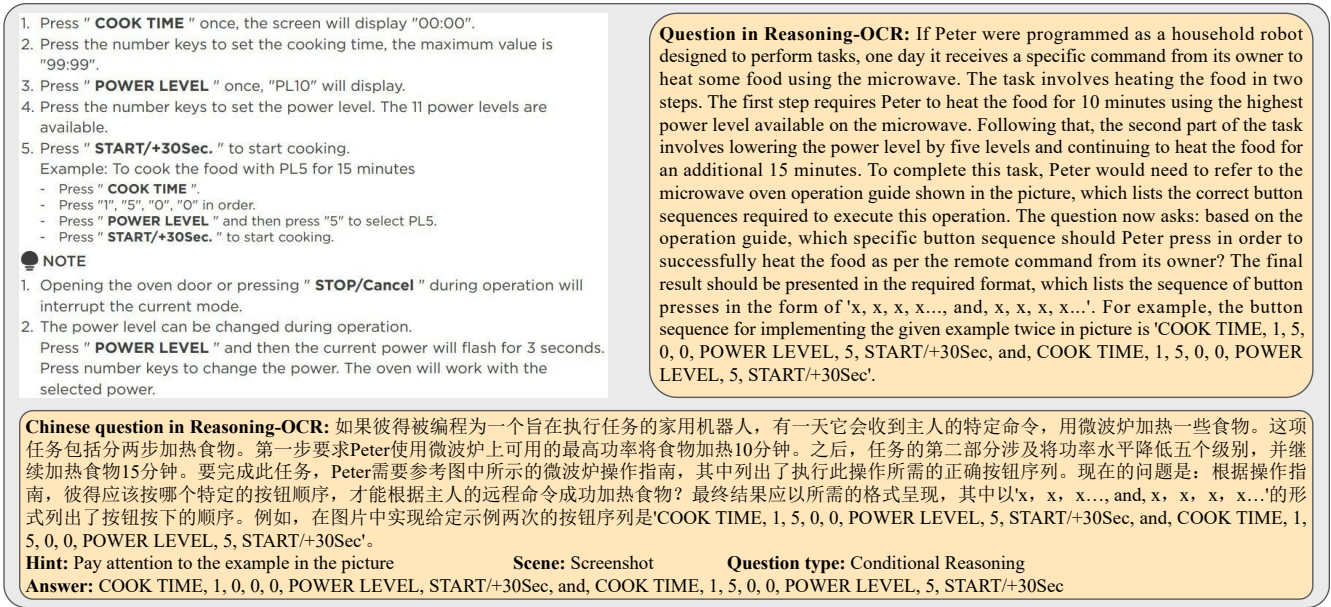 1. Press " COOK TIME " once, the screen will display "00:00".
2. Press the number keys to set the cooking time, the maximum value is
"99:99".
3. Press " POWER LEVEL " once, "PL10" will display.
4. Press the number keys to set the power level. The 11 power levels are
available.
5. Press " START/+30Sec. " to start cooking.
Example: To cook the food with PL5 for 15 minutes
- Press " COOK TIME ".
- Press "1", "5", "0", "0" in order.
- Press " POWER LEVEL " and then press "5" to select PL5.
- Press " START/+30Sec. " to start cooking.
NOTE
1. Opening the oven door or pressing " STOP/Cancel " during operation will
interrupt the current mode.
2. The power level can be changed during operation.
Press " POWER LEVEL " and then the current power will flash for 3 seconds.
Press number keys to change the power. The oven will work with the
selected power.
Question in Reasoning-OCR: If Peter were programmed as a household robot
designed to perform tasks, one day it receives a specific command from its owner to
heat some food using the microwave. The task involves heating the food in two
steps. The first step requires Peter to heat the food for 10 minutes using the highest
power level available on the microwave. Following that, the second part of the task
involves lowering the power level by five levels and continuing to heat the food for
an additional 15 minutes. To complete this task, Peter would need to refer to the
microwave oven operation guide shown in the picture, which lists the correct button
sequences required to execute this operation. The question now asks: based on the
operation guide, which specific button sequence should Peter press in order to
successfully heat the food as per the remote command from its owner? The final
result should be presented in the required format, which lists the sequence of button
presses in the form of 'x, x, x, x..., and, x, x, x, x...'. For example, the button
sequence for implementing the given example twice in picture is 'COOK TIME, 1, 5,
0, 0, POWER LEVEL, 5, START/+30Sec, and, COOK TIME, 1, 5, 0, 0, POWER
LEVEL, 5, START/+30Sec'.
Chinese question in Reasoning-OCR: 如果彼得被编程为一个旨在执行任务的家用机器人，有一天它会收到主人的特定命令，用微波炉加热一些食物。这项
任务包括分两步加热食物。第一步要求Peter使用微波炉上可用的最高功率将食物加热10分钟。之后，任务的第二部分涉及将功率水平降低五个级别，并继
续加热食物15分钟。要完成此任务，Peter需要参考图中所示的微波炉操作指南，其中列出了执行此操作所需的正确按钮序列。现在的问题是：根据操作指
南，彼得应该按哪个特定的按钮顺序，才能根据主人的远程命令成功加热食物？最终结果应以所需的格式呈现，其中以'x，x，x…, and, x，x，x，x…'的形
式列出了按钮按下的顺序。例如，在图片中实现给定示例两次的按钮序列是'COOK TIME, 1, 5, 0, 0, POWER LEVEL, 5, START/+30Sec, and, COOK TIME, 1,
5, 0, 0, POWER LEVEL, 5, START/+30Sec'。
Hint: Pay attention to the example in the picture Scene: Screenshot Question type: Conditional Reasoning
Answer: COOK TIME, 1, 0, 0, 0, POWER LEVEL, START/+30Sec, and, COOK TIME, 1, 5, 0, 0, POWER LEVEL, 5, START/+30Sec